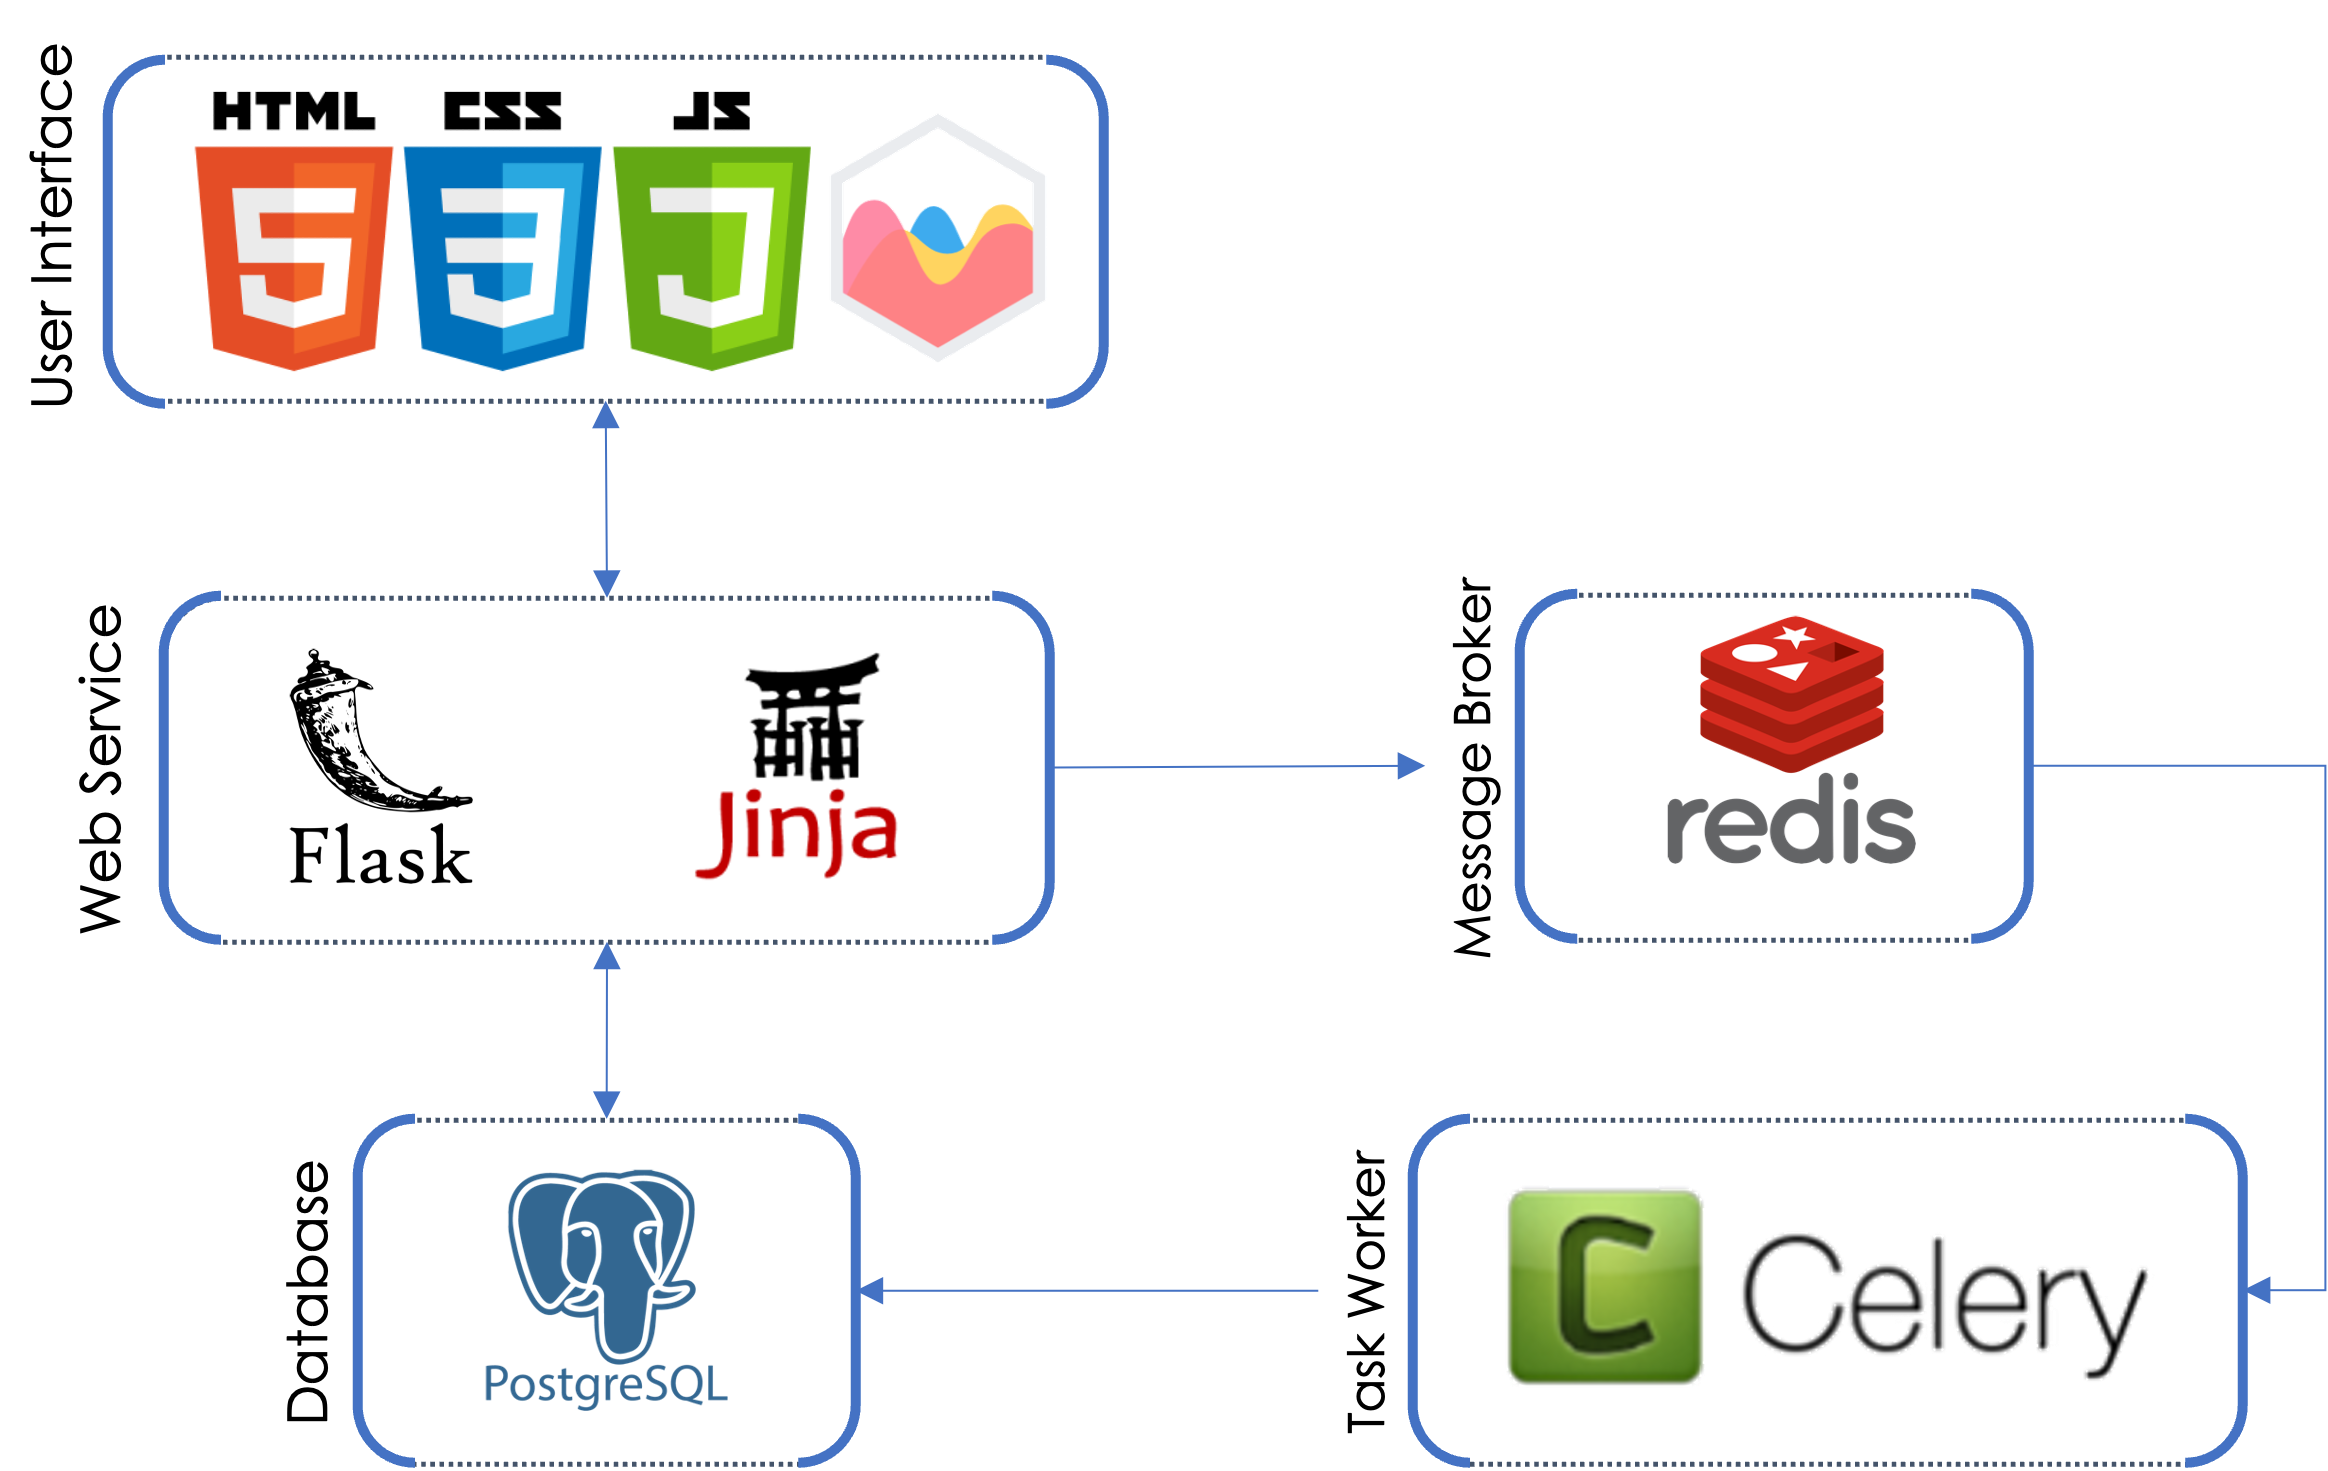 User Interface
HTML
CSS
JS
Web Service
Flask
Jinja
Message Broker
redis
Database
PostgreSQL
Task Worker
C
Celery